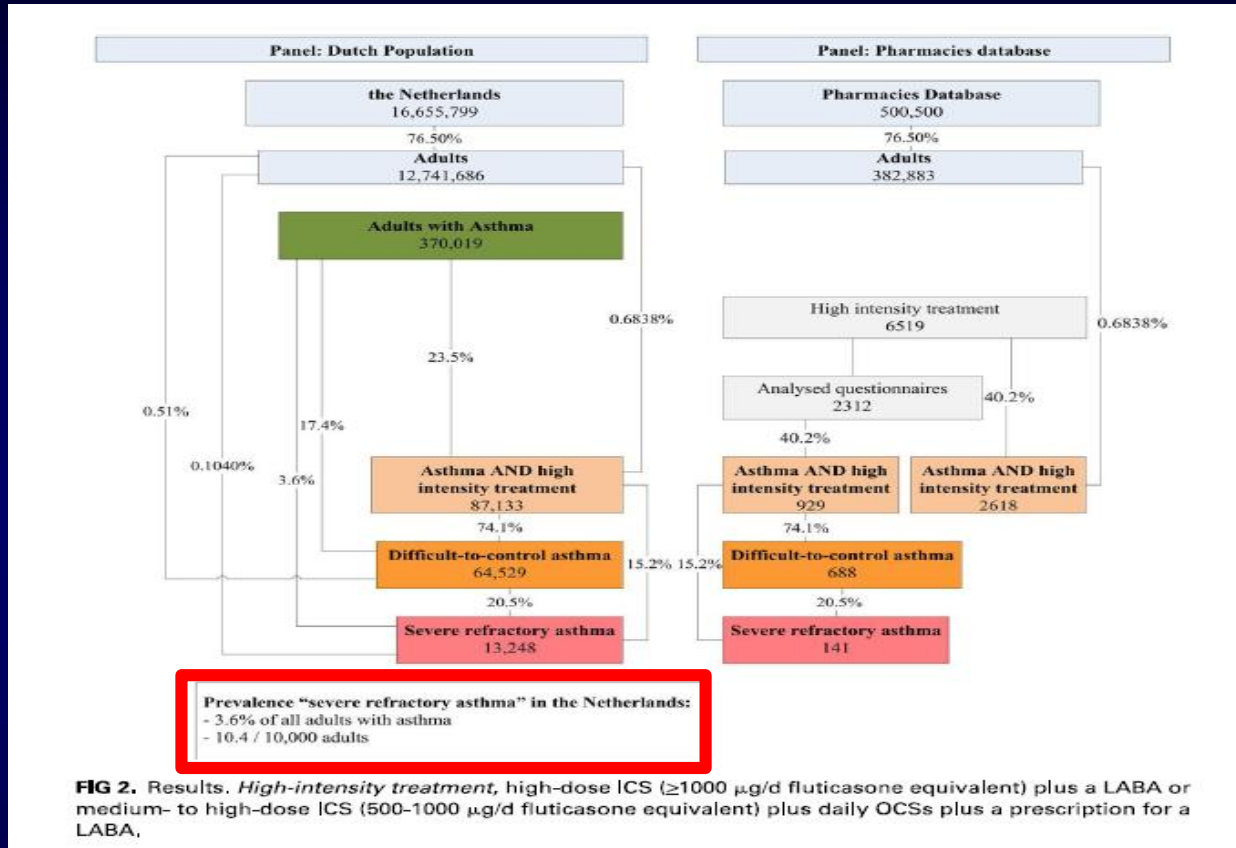 Panel: Dutch Population
Panel: Pharmacies database
the Netherlands
16,655,799
Pharmacies Database
500,500
76.50%
76.50%
Adults
12,741,686
Adults
382,883
Adults with Asthma
370,019
High intensity treatment
6519
0.6838%
0.6838%
23.5%
Analysed questionnaires
2312
40.2%
0.51%
17.4%
40.2%
0.1040%
3.6%
Asthma AND high
intensity treatment
87,133
Asthma AND high
intensity treatment
929
Asthma AND high
intensity treatment
2618
74.1%
74.1%
Difficult-to-control asthma
64,529
15.2%
15.2%
Difficult-to-control asthma
688
20.5%
20.5%
Severe refractory asthma
13,248
Severe refractory asthma
141
Prevalence “severe refractory asthma” in the Netherlands:
- 3.6% of all adults with asthma
- 10.4 / 10,000 adults
FIG 2. Results. High-intensity treatment, high-dose ICS (≥1000 μg/d fluticasone equivalent) plus a LABA or
medium- to high-dose ICS (500-1000 μg/d fluticasone equivalent) plus daily OCSs plus a prescription for a
LABA,